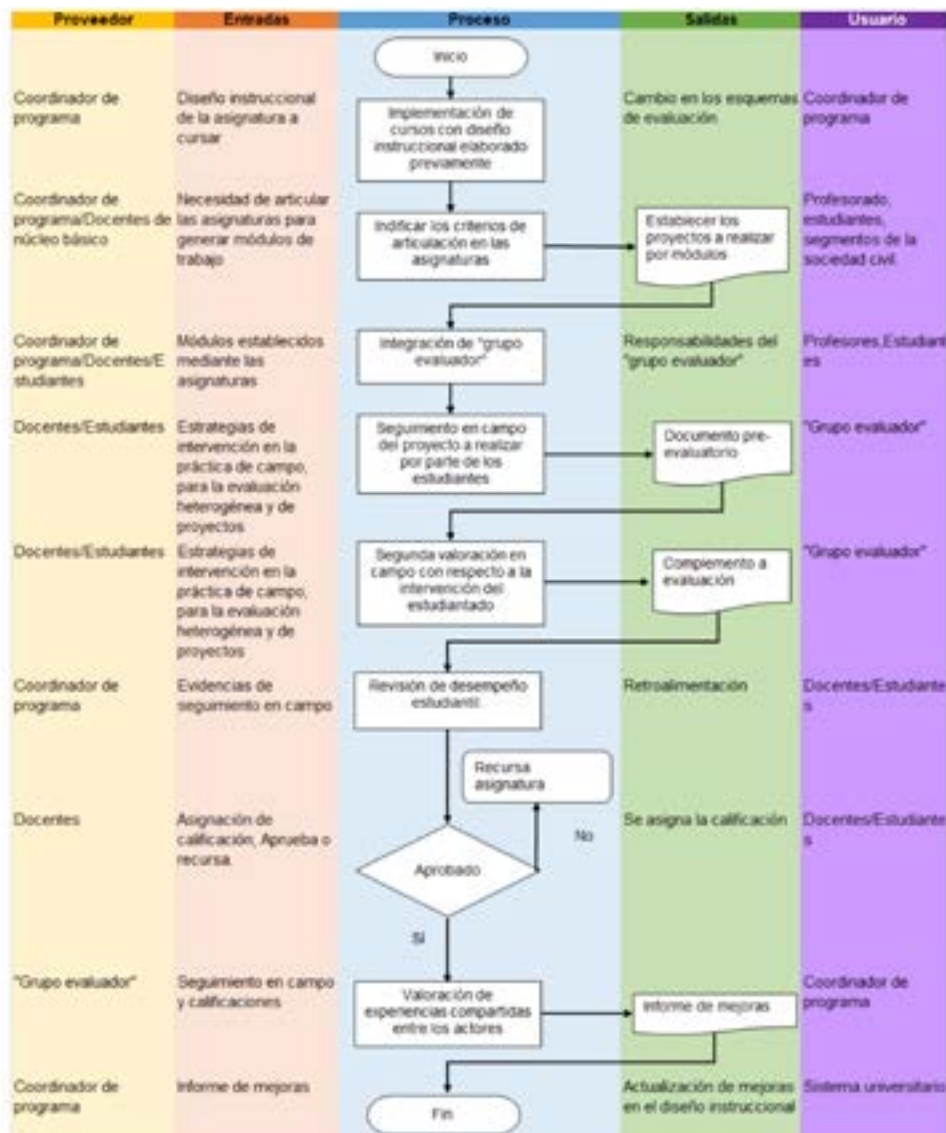 Proveedor
Entradas
Proceso
Salidas
Usuario
Inicio
Coordinador de
programa
Diseño instruccional
de la asignatura a
cursar
Implementación de
cursos con diseño
instruccional elaborado
previamente
Cambio en los esquemas
de evaluación
Coordinador de
programa
Coordinador de
programa/Docentes de
núcleo básico
Necesidad de articular
las asignaturas para
generar módulos de
trabajo
Indificar los criterios de
articulación en las
asignaturas
Establecer los
proyectos a realizar
por módulos
Profesorado,
estudiantes,
segmentos de la
sociedad civil.
Coordinador de
programa/Docentes/E
studiantes
Módulos establecidos
mediante las
asignaturas
Integración de "grupo
evaluador"
Responsabilidades del
"grupo evaluador"
Profesores,Estudiant
es
Docentes/Estudiantes
Estrategias de
intervención en la
práctica de campo,
para la evaluación
heterogénea y de
proyectos
Seguimiento en campo
del proyecto a realizar
por parte de los
estudiantes
Documento pre-
evaluatorio
"Grupo evaluador"
Docentes/Estudiantes
Estrategias de
intervención en la
práctica de campo,
para la evaluación
heterogénea y de
proyectos
Segunda valoración en
campo con respecto a la
intervención del
estudiantado
Complemento a
evaluación
"Grupo evaluador"
Coordinador de
programa
Evidencias de
seguimiento en campo
Revisión de desempeño
estudiantil.
Retroalimentación
Docentes/Estudiante
s
Recursa
asignatura
Docentes
Asignación de
calificación, Aprueba o
recursa.
Aprobado
No
Se asigna la calificación
Docentes/Estudiante
s
Si
"Grupo evaluador"
Seguimiento en campo
y calificaciones
Valoración de
experiencias compartidas
entre los actores
Informe de mejoras
Coordinador de
programa
Coordinador de
programa
Informe de mejoras
Fin
Actualización de mejoras
en el diseño instruccional
Sistema universitario